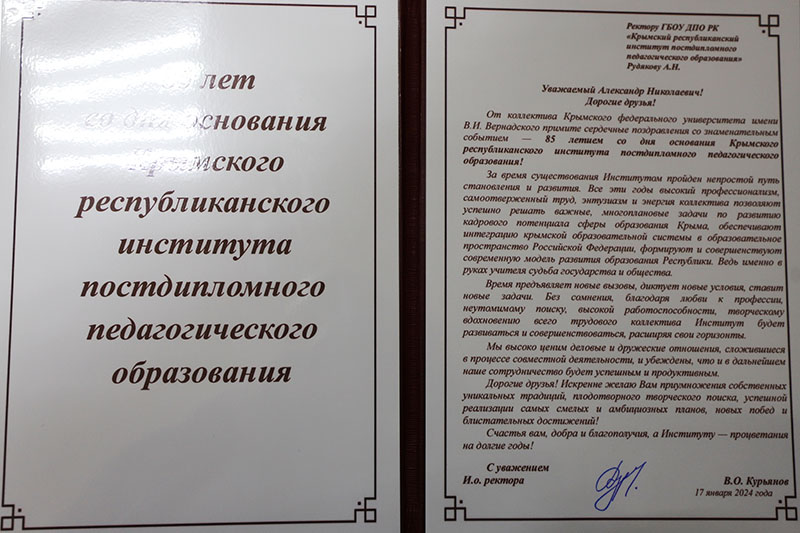 лет
со дня основания
Крымского
республиканского
института
постдипломного
педагогического
образования
Ректору ГБОУ ДПО РК
«Крымский республиканский
институт постдипломного
педагогического образования»
Рудякову А.Н.
Уважаемый Александр Николаевич!
Дорогие друзья!
От коллектива Крымского федерального университета имени
В.И. Вернадского примите сердечные поздравления со знаменательным
событием — 85 летием со дня основания Крымского
республиканского института постдипломного педагогического
образования!
За время существования Институтом пройден непростой путь
становления и развития. Все эти годы высокий профессионализм,
самоотверженный труд, энтузиазм и энергия коллектива позволяют
успешно решать важные, многоплановые задачи по развитию
кадрового потенциала сферы образования Крыма, обеспечивают
интеграцию крымской образовательной системы в образовательное
пространство Российской Федерации, формируют и совершенствуют
современную модель развития образования Республики. Ведь именно в
руках учителя судьба государства и общества.
Время предъявляет новые вызовы, диктует новые условия, ставит
новые задачи. Без сомнения, благодаря любви к профессии,
неутомимому поиску, высокой работоспособности, творческому
вдохновению всего трудового коллектива Институт будет
развиваться и совершенствоваться, расширяя свои горизонты.
Мы высоко ценим деловые и дружеские отношения, сложившиеся
в процессе совместной деятельности, и убеждены, что и в дальнейшем
наше сотрудничество будет успешным и продуктивным.
Дорогие друзья! Искренне желаю Вам приумножения собственных
уникальных традиций, плодотворного творческого поиска, успешной
реализации самых смелых и амбициозных планов, новых побед и
блистательных достижений!
Счастья вам, добра и благополучия, а Институту — процветания
на долгие годы!
С уважением
И.о. ректора
В.О. Курьянов
17 января 2024 года